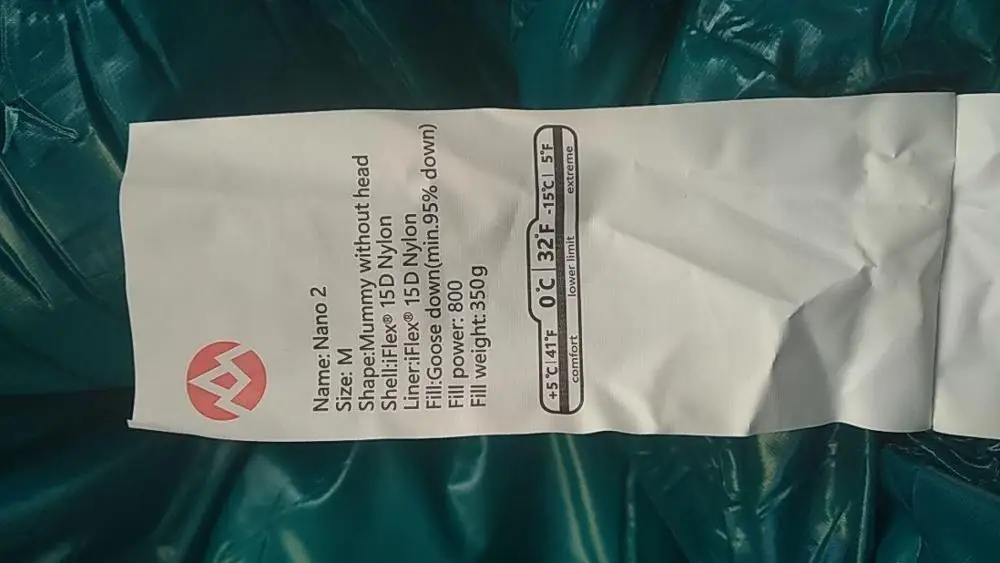 Name: Nano 2
Size: M
Shape:Mummy without head
Shell:iFlex® 15D Nylon
Liner:iFlex® 15D Nylon
Fill:Goose down(min.95% down)
Fill power: 800
Fill weight:350g
+5℃|41℉ 0℃|32℉ -15℃|5℉
comfort lower limit extreme